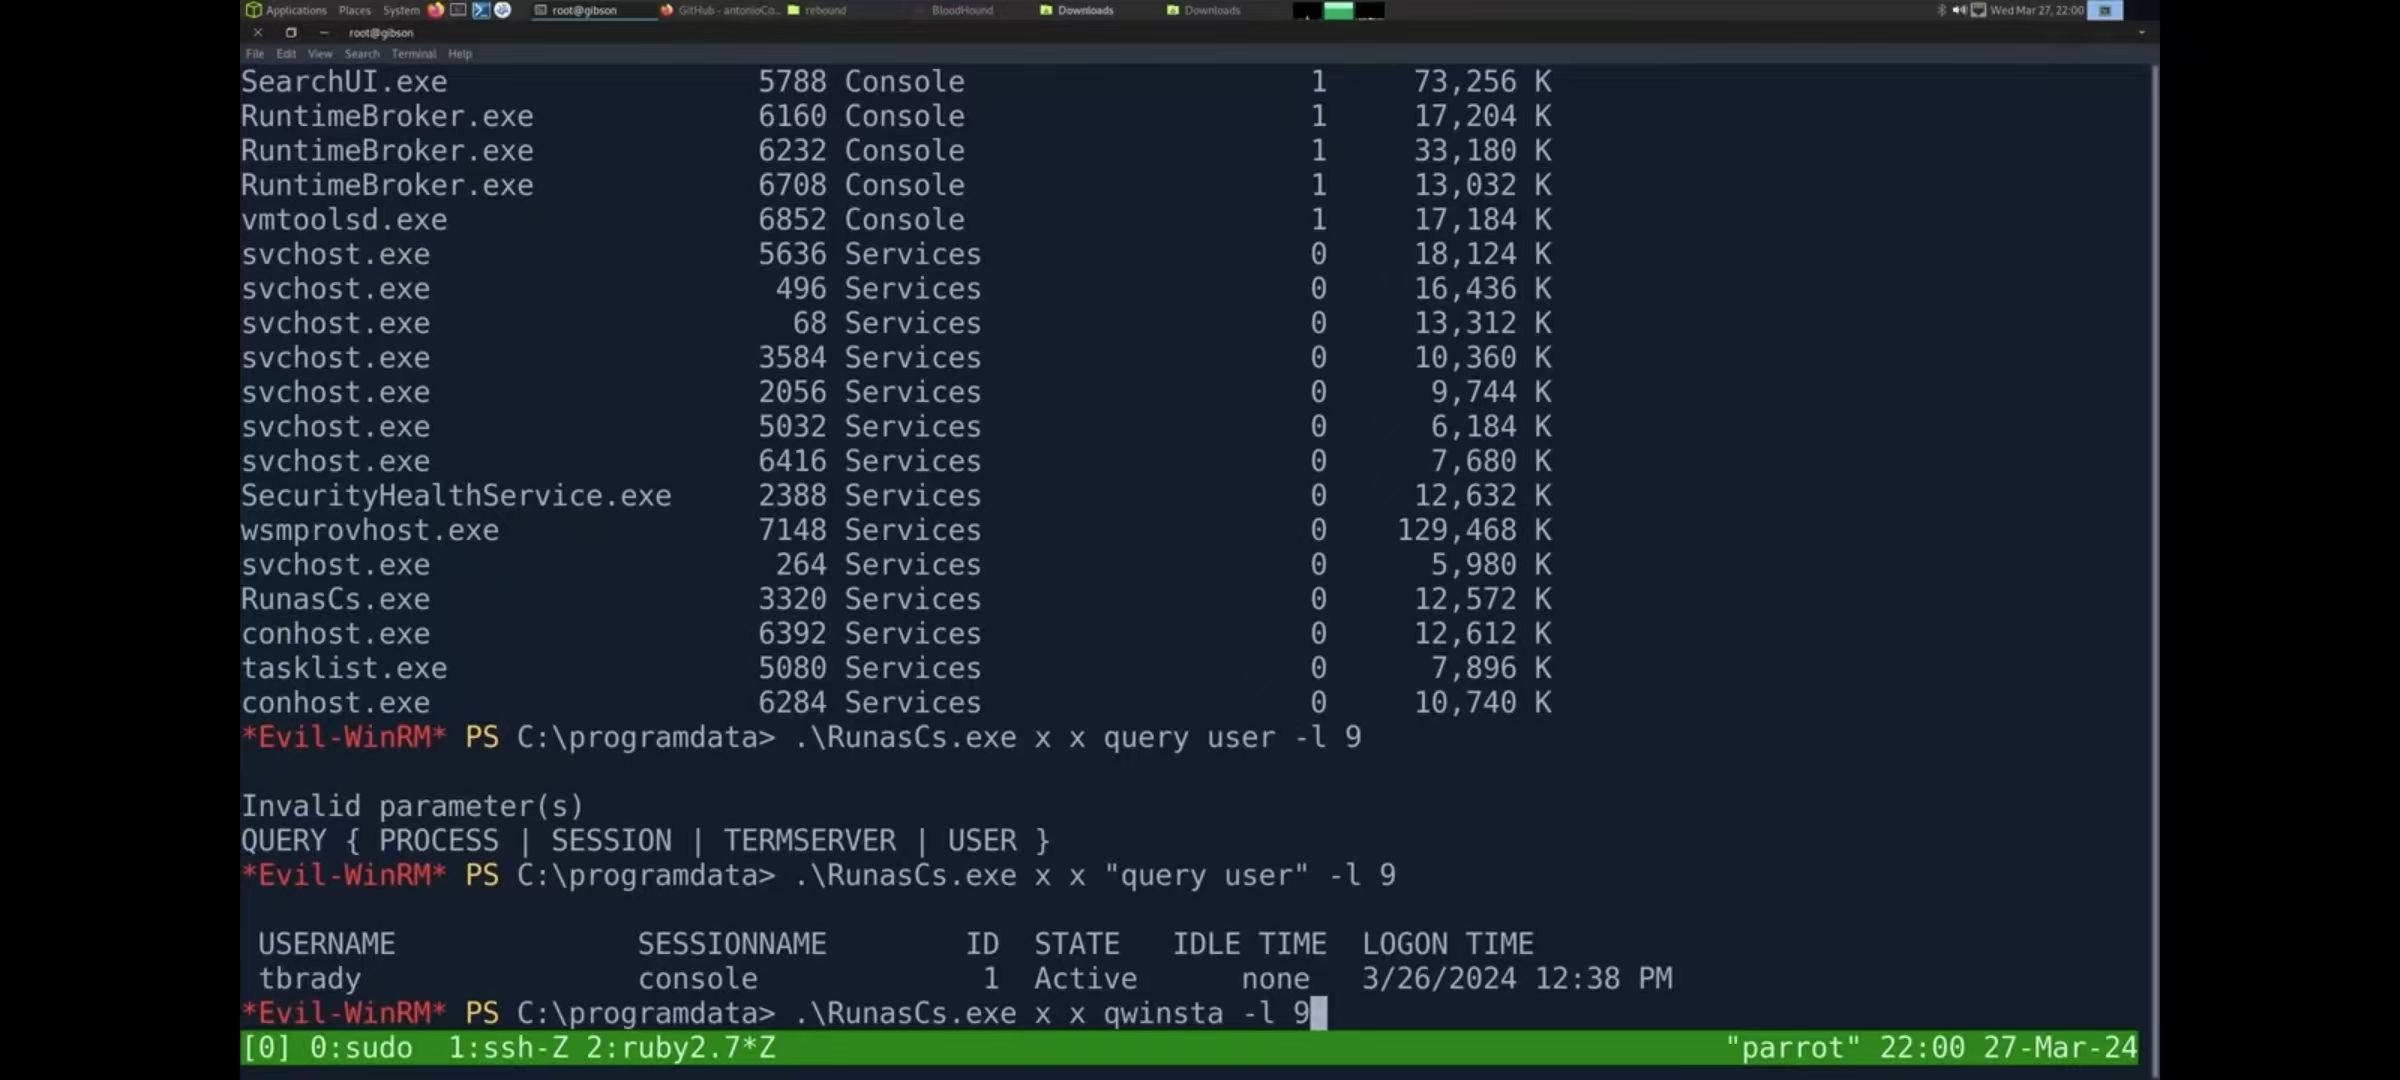 Applications Places System root@gibson GitHub - antonioCo... rebound BloodHound Downloads Downloads Wed Mar 27, 22:00
root@gibson
File Edit View Search Terminal Help
SearchUI.exe 5788 Console 1 73,256 K
RuntimeBroker.exe 6160 Console 1 17,204 K
RuntimeBroker.exe 6232 Console 1 33,180 K
RuntimeBroker.exe 6708 Console 1 13,032 K
vmtoolsd.exe 6852 Console 1 17,184 K
svchost.exe 5636 Services 0 18,124 K
svchost.exe 496 Services 0 16,436 K
svchost.exe 68 Services 0 13,312 K
svchost.exe 3584 Services 0 10,360 K
svchost.exe 2056 Services 0 9,744 K
svchost.exe 5032 Services 0 6,184 K
svchost.exe 6416 Services 0 7,680 K
SecurityHealthService.exe 2388 Services 0 12,632 K
wsmprovhost.exe 7148 Services 0 129,468 K
svchost.exe 264 Services 0 5,980 K
RunasCs.exe 3320 Services 0 12,572 K
conhost.exe 6392 Services 0 12,612 K
tasklist.exe 5080 Services 0 7,896 K
conhost.exe 6284 Services 0 10,740 K
*Evil-WinRM* PS C:\programdata> .\RunasCs.exe x x query user -l 9
Invalid parameter(s)
QUERY { PROCESS | SESSION | TERMSERVER | USER }
*Evil-WinRM* PS C:\programdata> .\RunasCs.exe x x "query user" -l 9
USERNAME SESSIONNAME ID STATE IDLE TIME LOGON TIME
tbrady console 1 Active none 3/26/2024 12:38 PM
*Evil-WinRM* PS C:\programdata> .\RunasCs.exe x x qwinsta -l 9
[0] 0:sudo 1:ssh-Z 2:ruby2.7*Z "parrot" 22:00 27-Mar-24